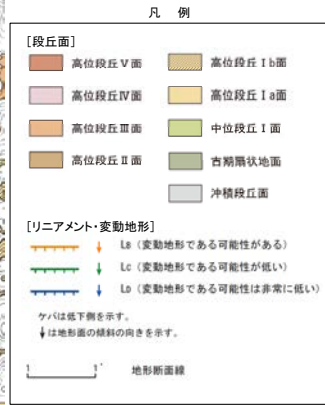 凡 例
[段丘面]
高位段丘Ⅴ面
高位段丘Ⅳ面
高位段丘Ⅲ面
高位段丘Ⅱ面
高位段丘Ⅰb面
高位段丘Ⅰa面
中位段丘Ⅰ面
古期扇状地面
沖積段丘面
[リニアメント・変動地形]
LB (変動地形である可能性がある)
LC (変動地形である可能性が低い)
LD (変動地形である可能性は非常に低い)
ケバは低下側を示す。
↓は地形面の傾斜の向きを示す。
1 1' 地形断面線